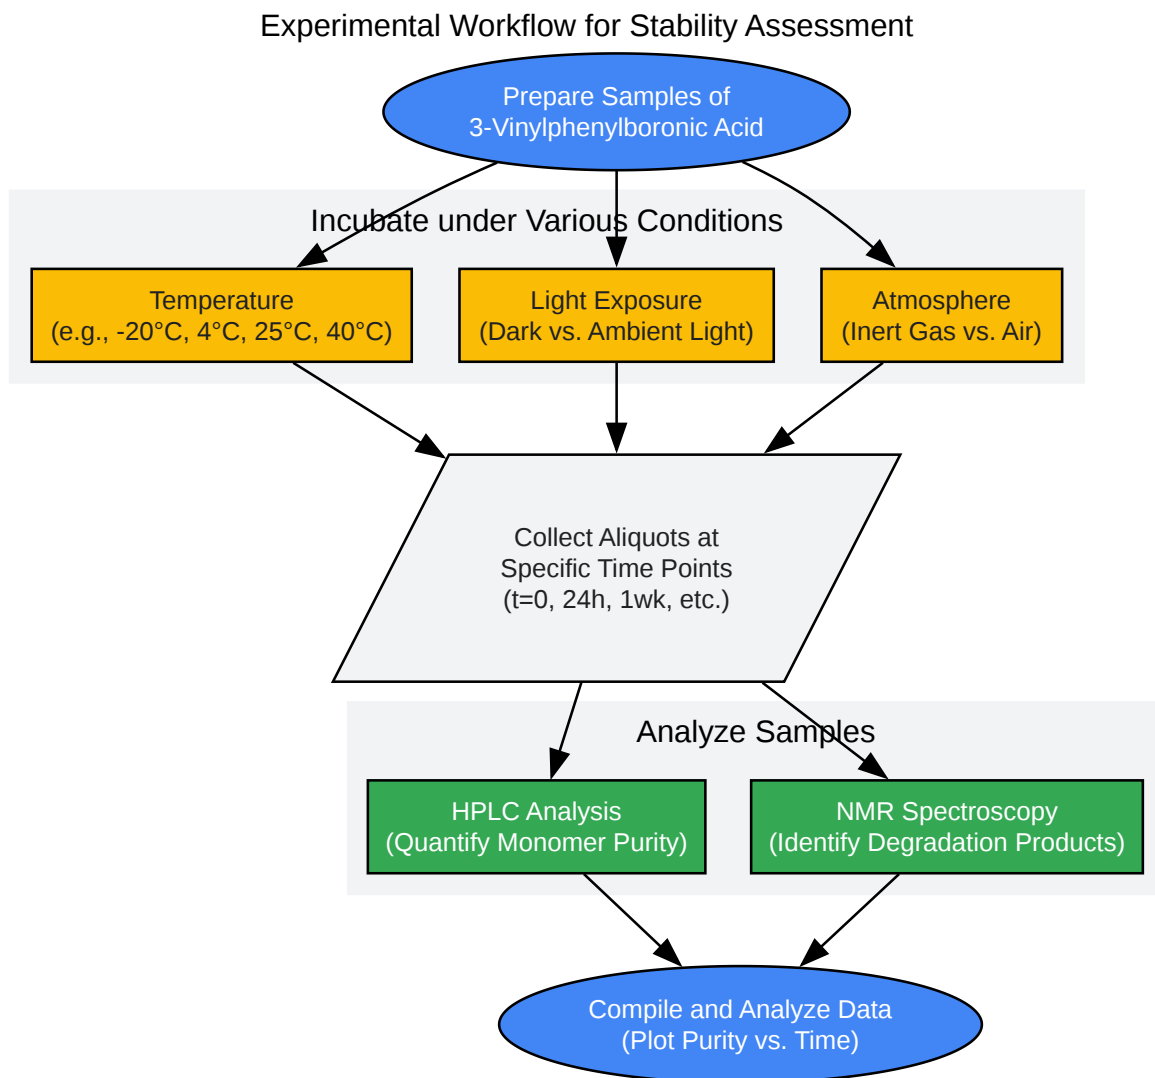 Experimental Workflow for Stability Assessment
Prepare Samples of
3-Vinylphenylboronic Acid
Incubate under Various Conditions
Temperature
(e.g., -20°C, 4°C, 25°C, 40°C)
Light Exposure
(Dark vs. Ambient Light)
Atmosphere
(Inert Gas vs. Air)
Collect Aliquots at
Specific Time Points
(t=0, 24h, 1wk, etc.)
Analyze Samples
HPLC Analysis
(Quantify Monomer Purity)
NMR Spectroscopy
(Identify Degradation Products)
Compile and Analyze Data
(Plot Purity vs. Time)